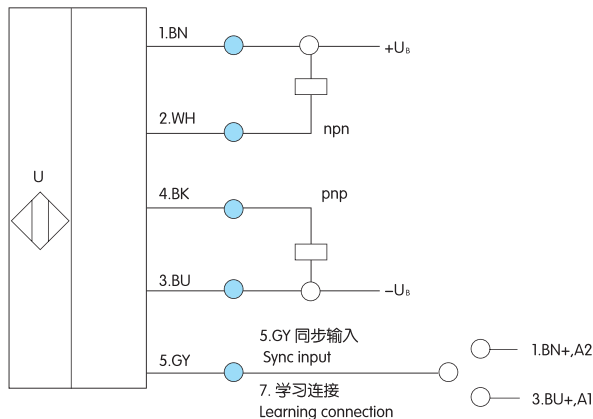 1.BN
+UB
2.WH
npn
U
4.BK
pnp
3.BU
–UB
5.GY 同步输入
Sync input
1.BN+,A2
5.GY
7. 学习连接
3.BU+,A1
Learning connection